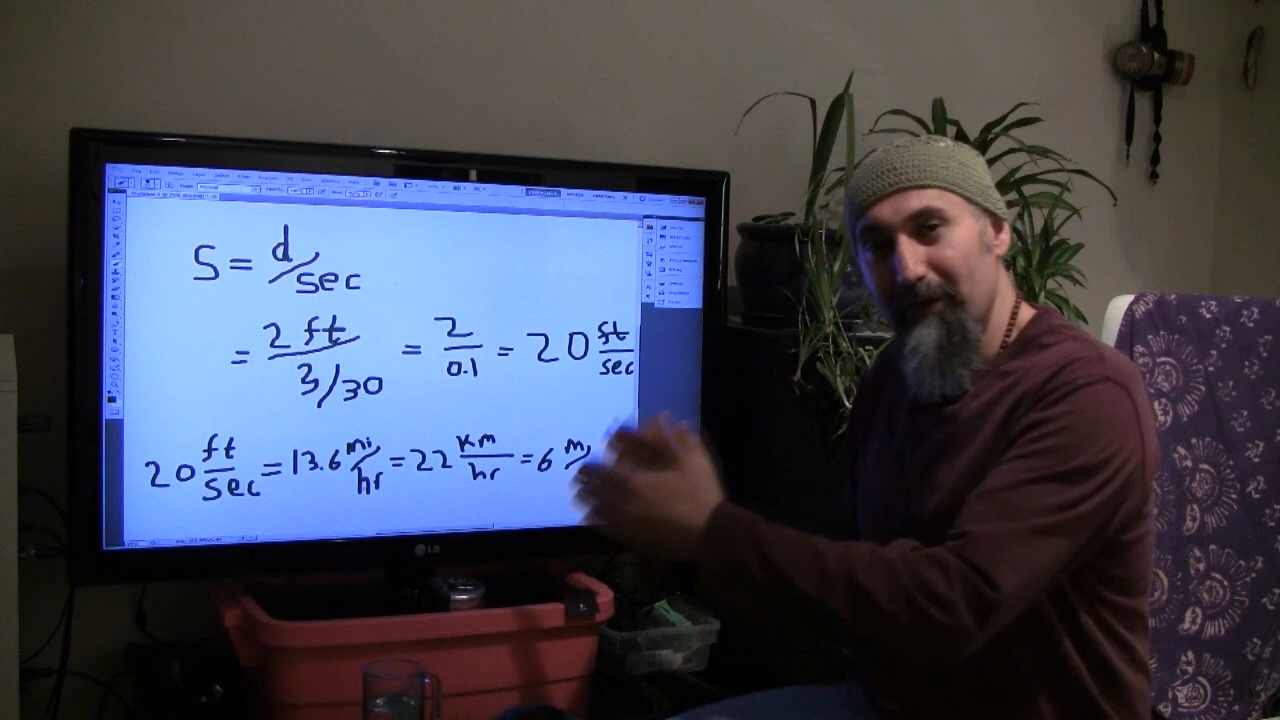 S = d/sec
= 2 ft / 3/30 = 2/0.1 = 20 ft/sec
20 ft/sec = 13.6 mi/hr = 22 km/hr = 6 m/
LG